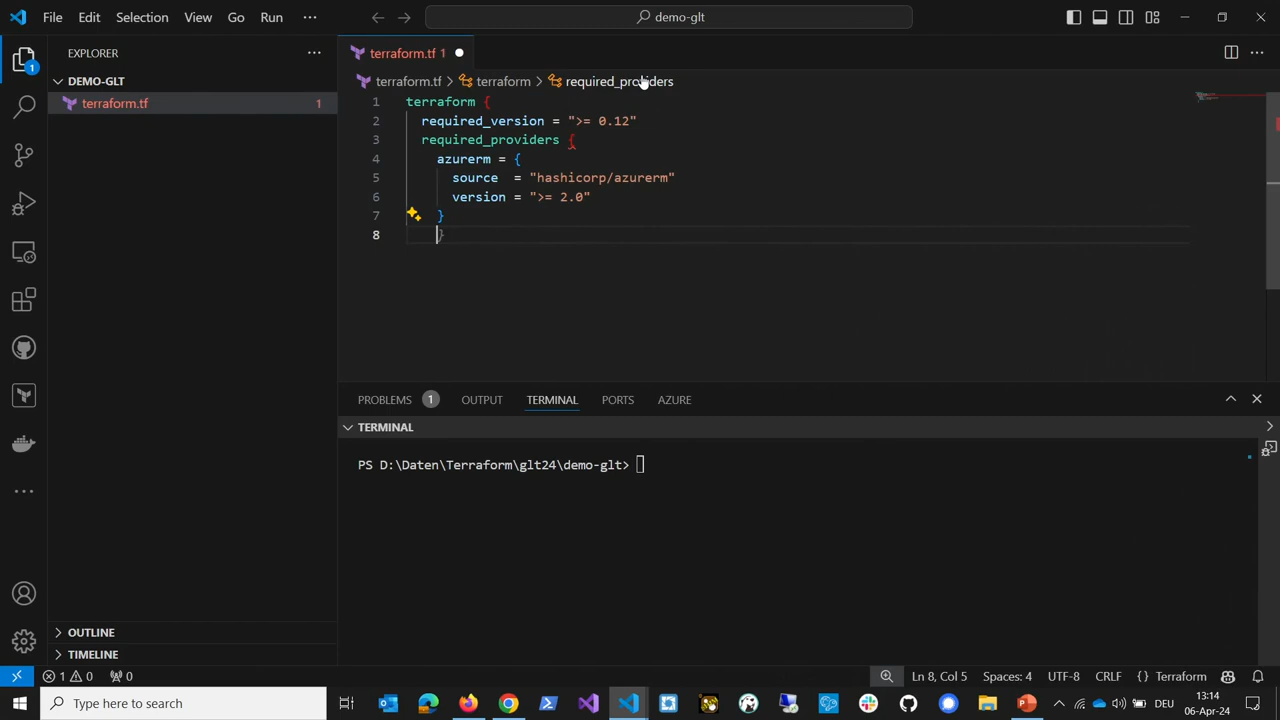 File Edit Selection View Go Run ··· demo-glt
EXPLORER ···
DEMO-GLT
terraform.tf 1
OUTLINE
TIMELINE
1
terraform.tf 1
terraform.tf > terraform > required_providers
1 terraform {
2 required_version = ">= 0.12"
3 required_providers {
4 azurerm = {
5 source = "hashicorp/azurerm"
6 version = ">= 2.0"
7 }
8 }
PROBLEMS 1 OUTPUT TERMINAL PORTS AZURE
TERMINAL
PS D:\Daten\Terraform\glt24\demo-glt>
1 0 0 Ln 8, Col 5 Spaces: 4 UTF-8 CRLF {} Terraform
Type here to search DEU 13:14
06-Apr-24